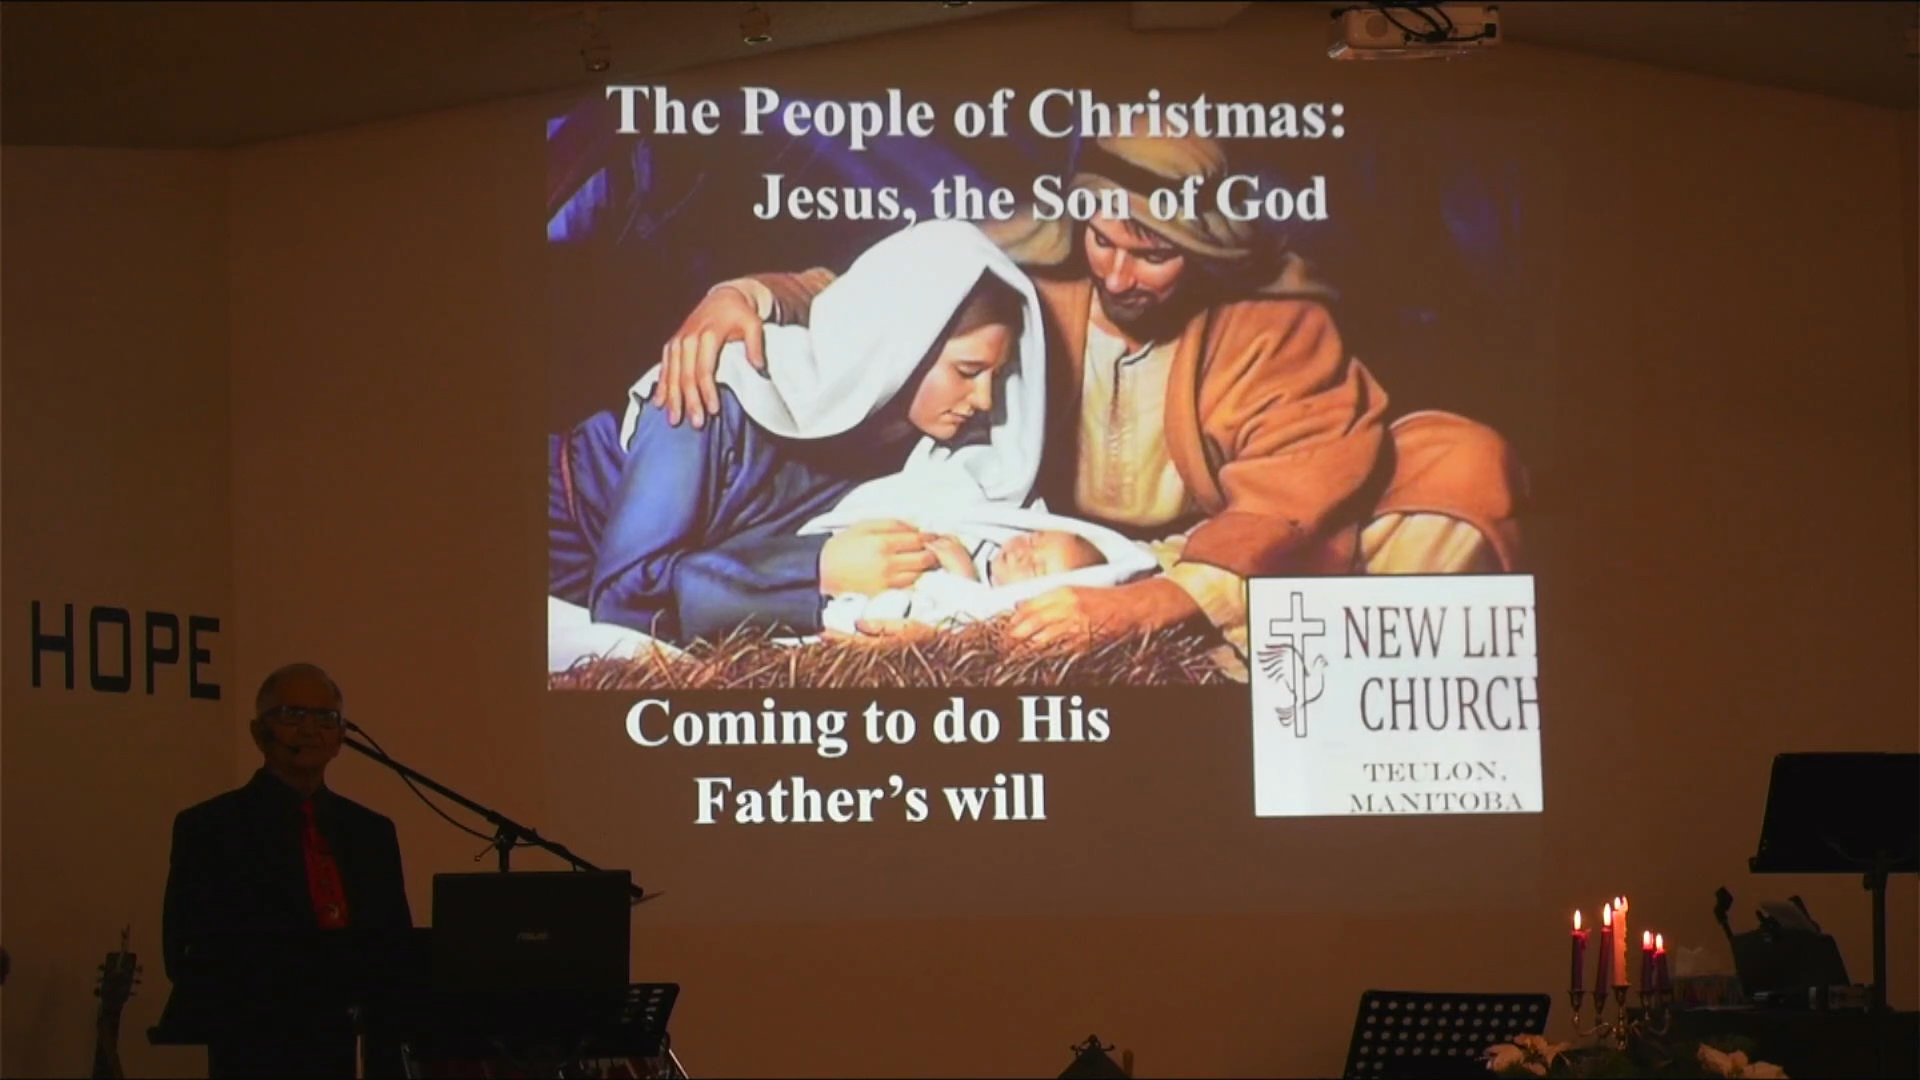 The People of Christmas:
Jesus, the Son of God
HOPE
NEW LIF
CHURCH
TEULON,
MANITOBA
Coming to do His
Father's will
ASUS